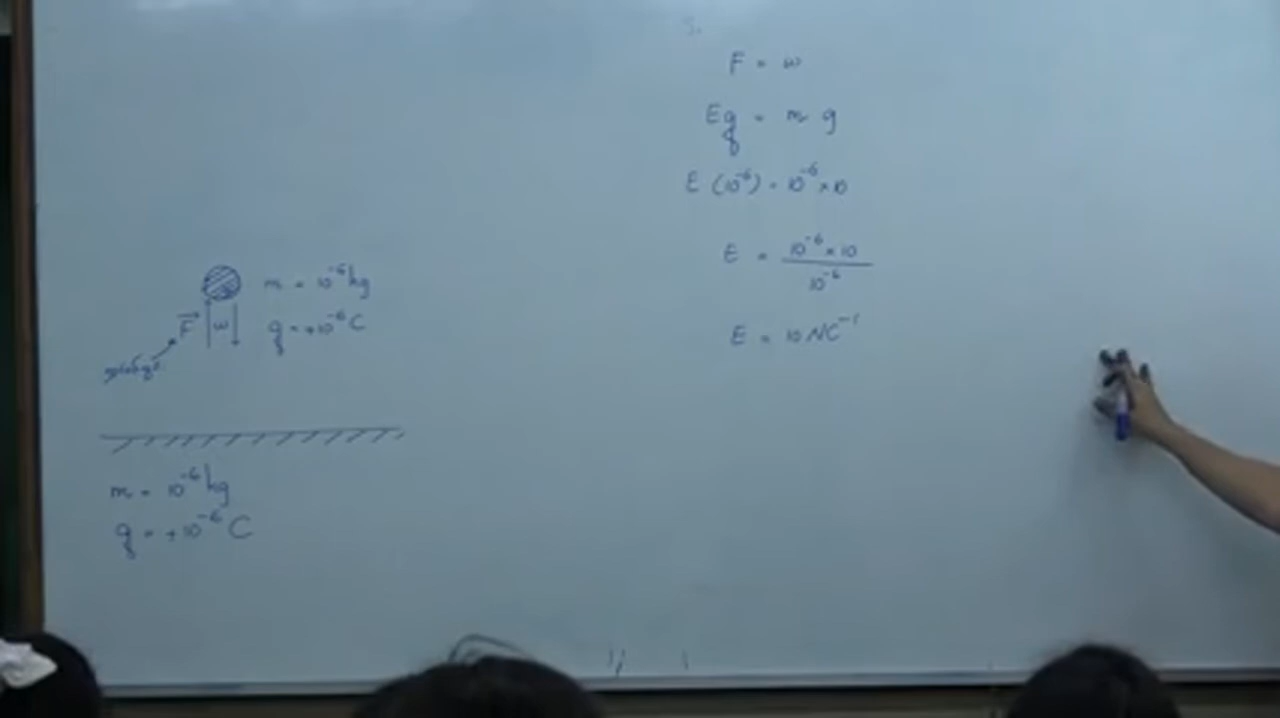 F = w
Eq = m g
E (10⁻⁶) = 10⁻⁶ × 10
E = 10⁻⁶ × 10 / 10⁻⁶
E = 10 NC⁻¹
m = 10⁻⁶ kg
q = +10⁻⁶ C
F⃗ w
m = 10⁻⁶ kg
q = +10⁻⁶ C